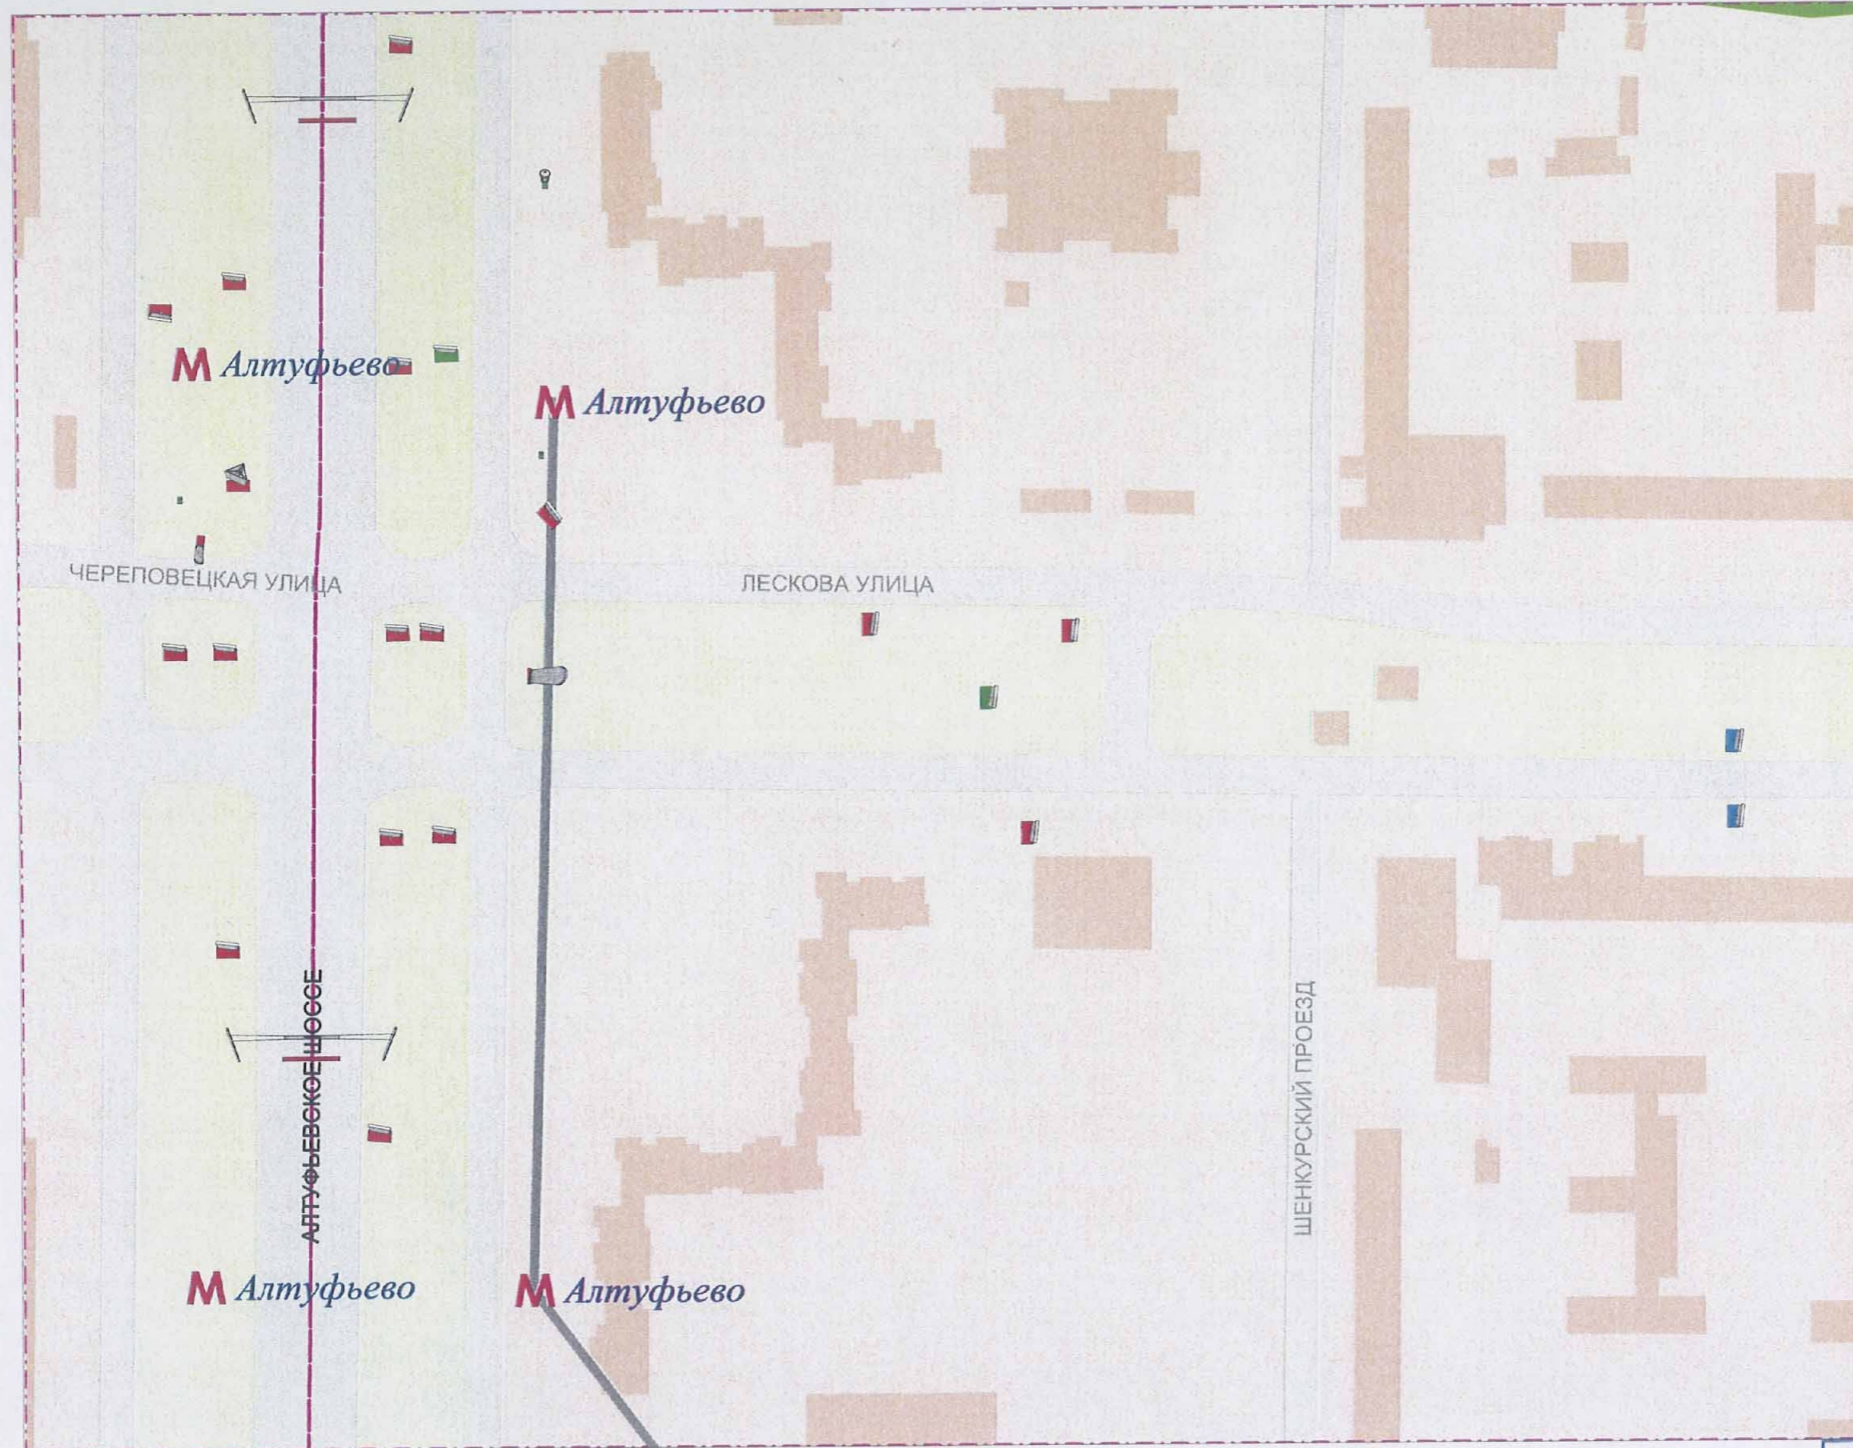 М Алтуфьево
М Алтуфьево
ЧЕРЕПОВЕЦКАЯ УЛИЦА
ЛЕСКОВА УЛИЦА
АЛТУФЬЕВСКОЕ ШОССЕ
ШЕНКУРСКИЙ ПРОЕЗД
М Алтуфьево
М Алтуфьево